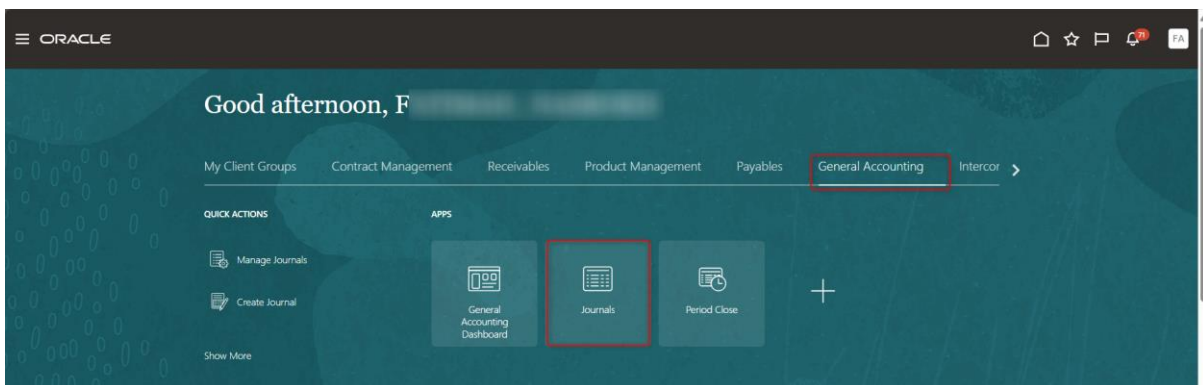 ORACLE
71
FA
Good afternoon, F
My Client Groups Contract Management Receivables Product Management Payables General Accounting Intercor
QUICK ACTIONS
APPS
Manage Journals
Create Journal
Show More
General
Accounting
Dashboard
Journals
Period Close